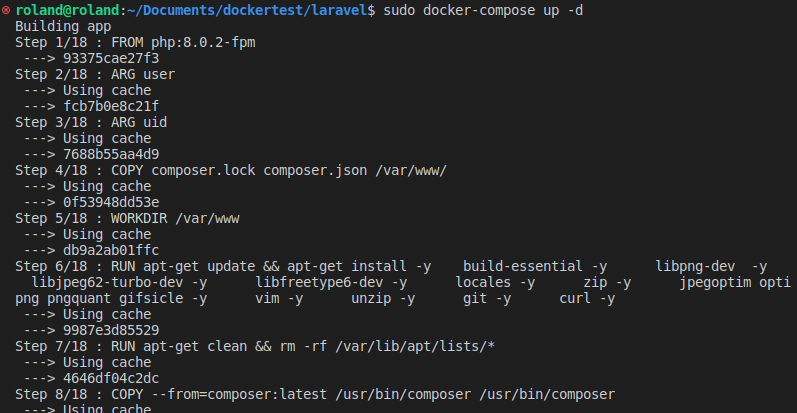 roland@roland:~/Documents/dockertest/laravel$ sudo docker-compose up -d
Building app
Step 1/18 : FROM php:8.0.2-fpm
 ---> 93375cae27f3
Step 2/18 : ARG user
 ---> Using cache
 ---> fcb7b0e8c21f
Step 3/18 : ARG uid
 ---> Using cache
 ---> 7688b55aa4d9
Step 4/18 : COPY composer.lock composer.json /var/www/
 ---> Using cache
 ---> 0f53948dd53e
Step 5/18 : WORKDIR /var/www
 ---> Using cache
 ---> db9a2ab01ffc
Step 6/18 : RUN apt-get update && apt-get install -y    build-essential -y      libpng-dev  -y
  libjpeg62-turbo-dev -y      libfreetype6-dev -y      locales -y      zip -y      jpegoptim opti
png pngquant gifsicle -y      vim -y      unzip -y      git -y      curl -y
 ---> Using cache
 ---> 9987e3d85529
Step 7/18 : RUN apt-get clean && rm -rf /var/lib/apt/lists/*
 ---> Using cache
 ---> 4646df04c2dc
Step 8/18 : COPY --from=composer:latest /usr/bin/composer /usr/bin/composer
 ---> Using cache